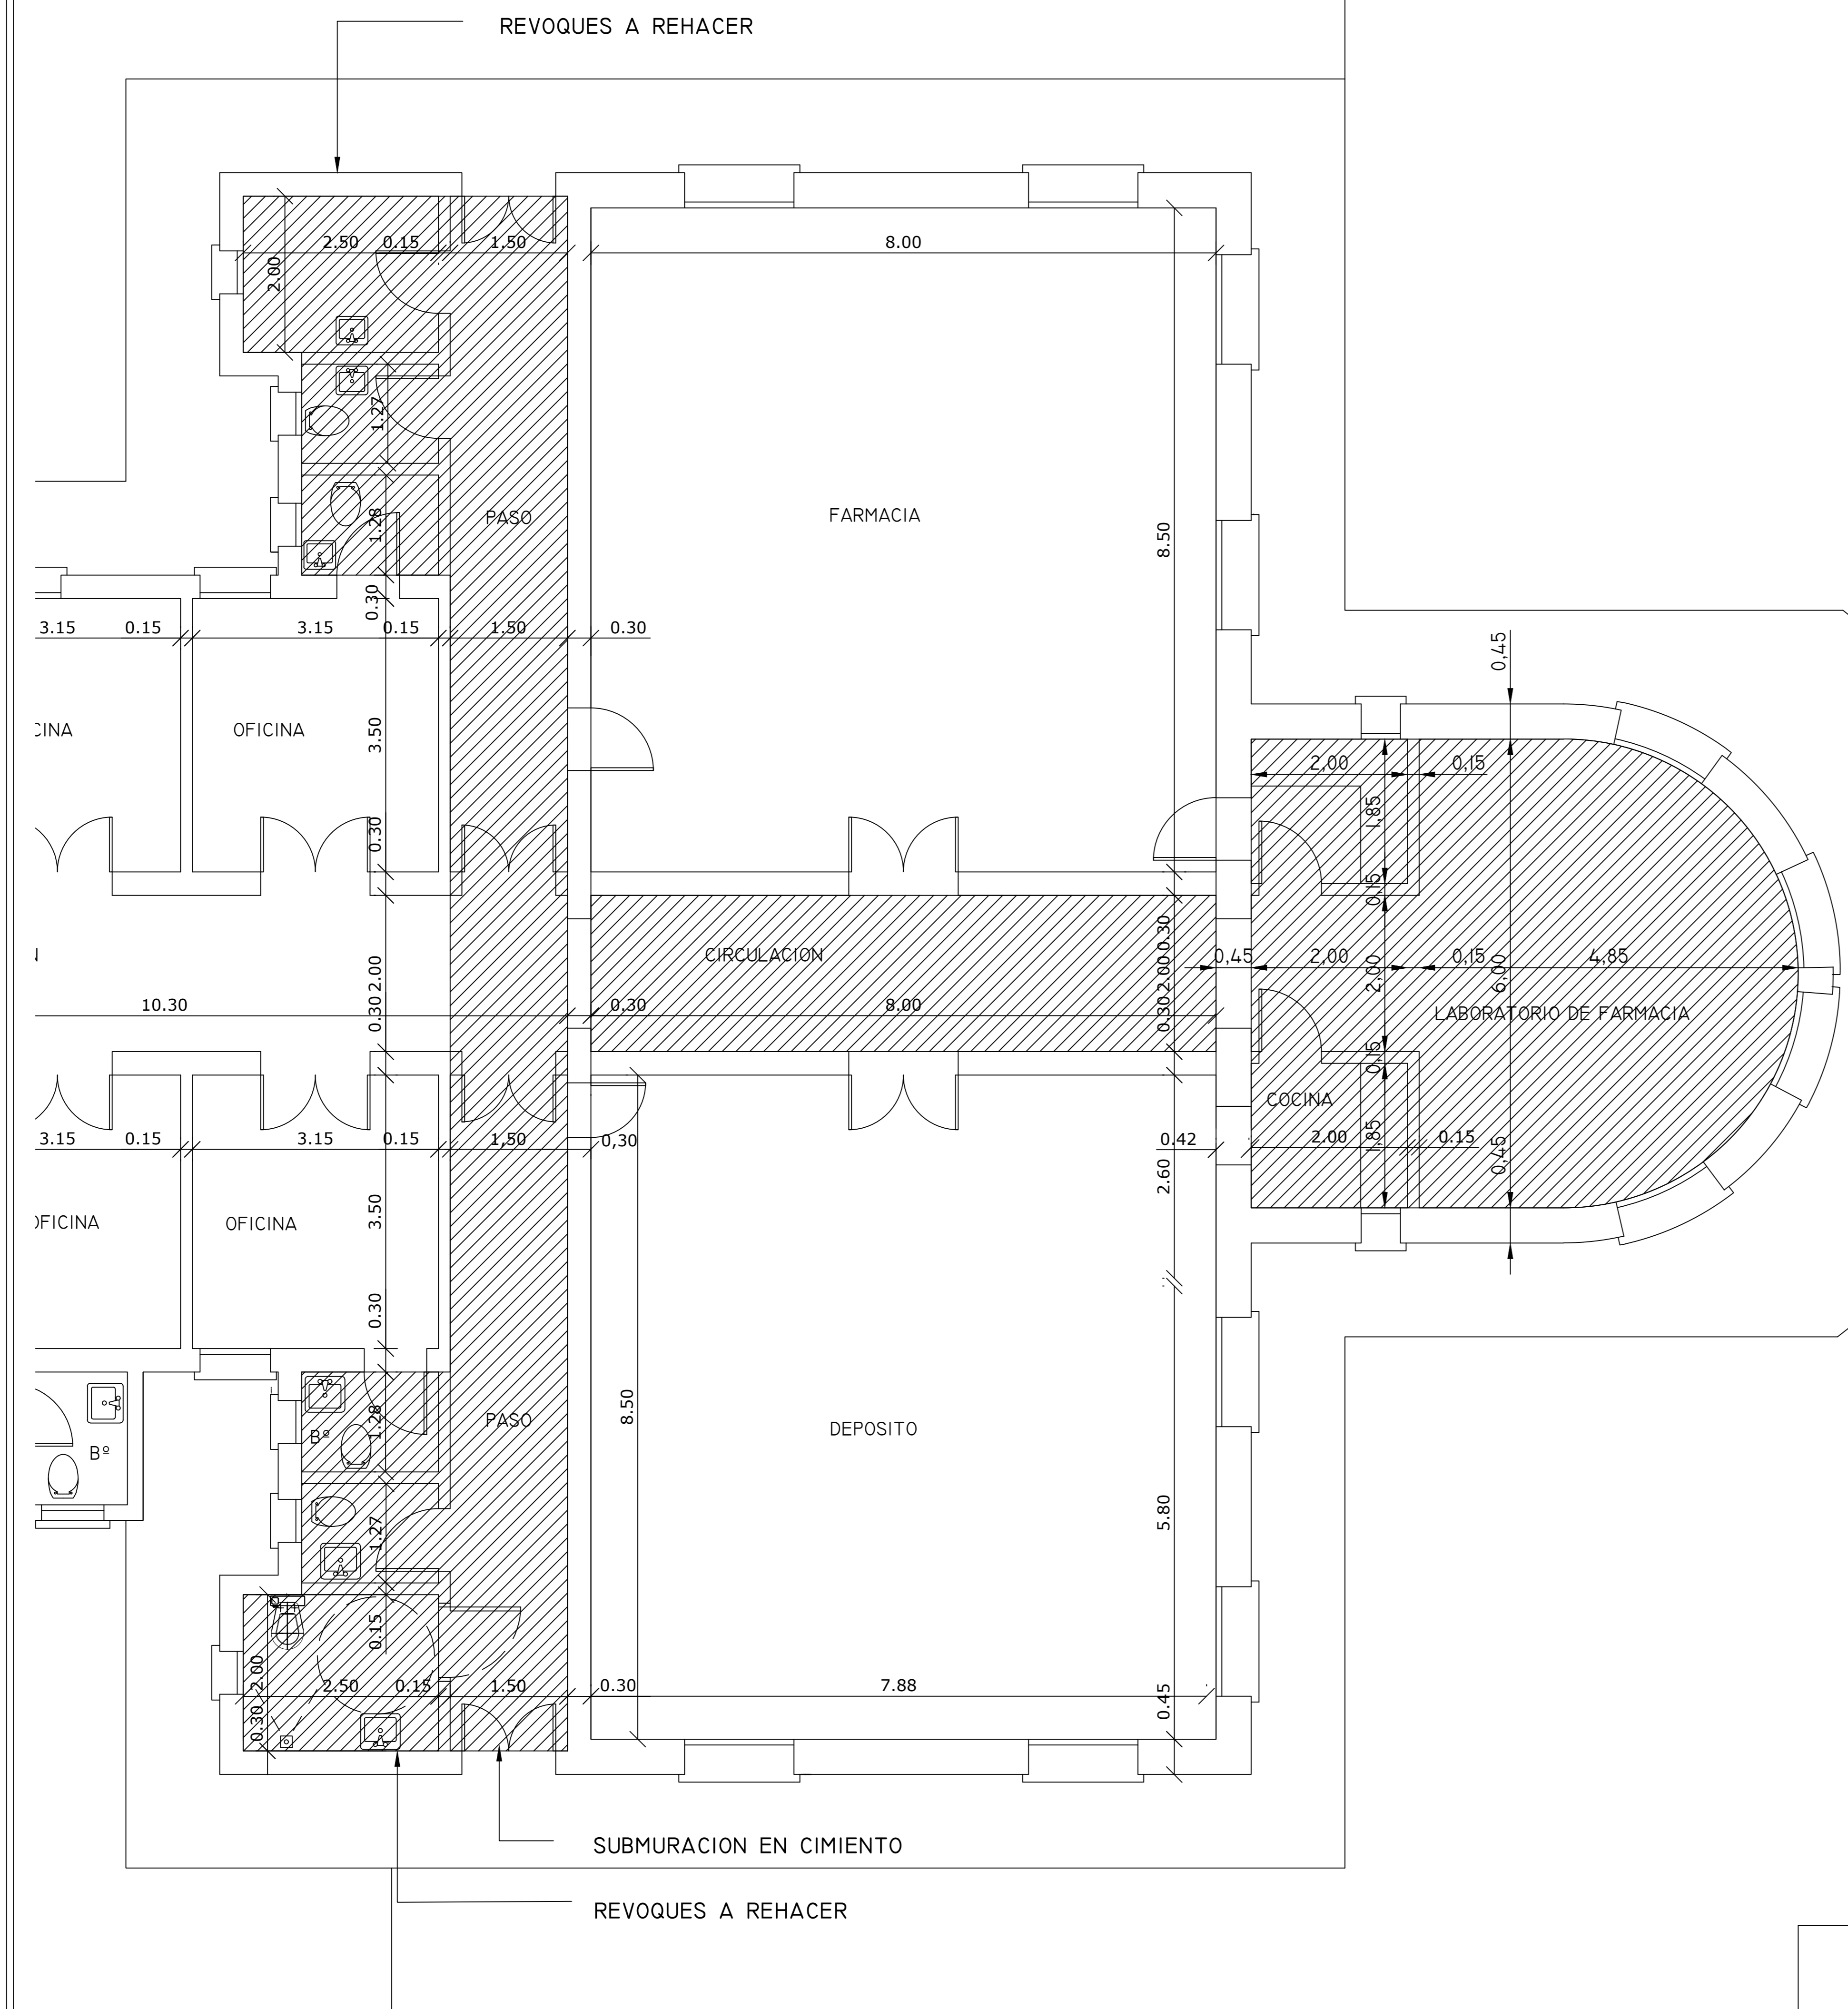 REVOQUES A REHACER
2.50 0.15 1.50 8.00
2.00
1.27
1.28
PASO
FARMACIA
8.50
0.30
3.15 0.15 3.15 0.15 1.50 0.30
0,45
CINA
OFICINA
3.50
2,00 0,15
1,85
0.30
0,15
0.30
CIRCULACION
N
2.00
2.00
0,45 2,00 0,15 4,85
2,00
6,00
10.30
0.30
0.30 8.00
0.30
LABORATORIO DE FARMACIA
0,15
COCINA
3.15 0.15 3.15 0.15 1,50 0,30
0.42 2.00 0.15
1,85
0,45
2.60
3.50
OFICINA
OFICINA
0.30
8.50
1.28
PASO
DEPOSITO
Bº
Bº
1.27
5.80
0.15
2.00
2.50 0.15 1.50 0.30 7.88
0.30
0.45
SUBMURACION EN CIMIENTO
REVOQUES A REHACER